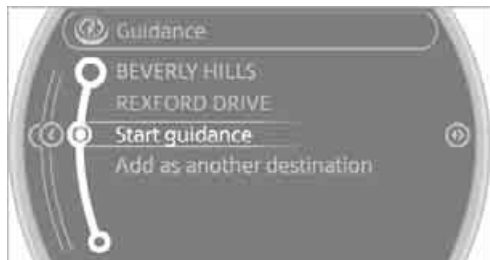 Guidance
BEVERLY HILLS
REXFORD DRIVE
Start guidance
Add as another destination